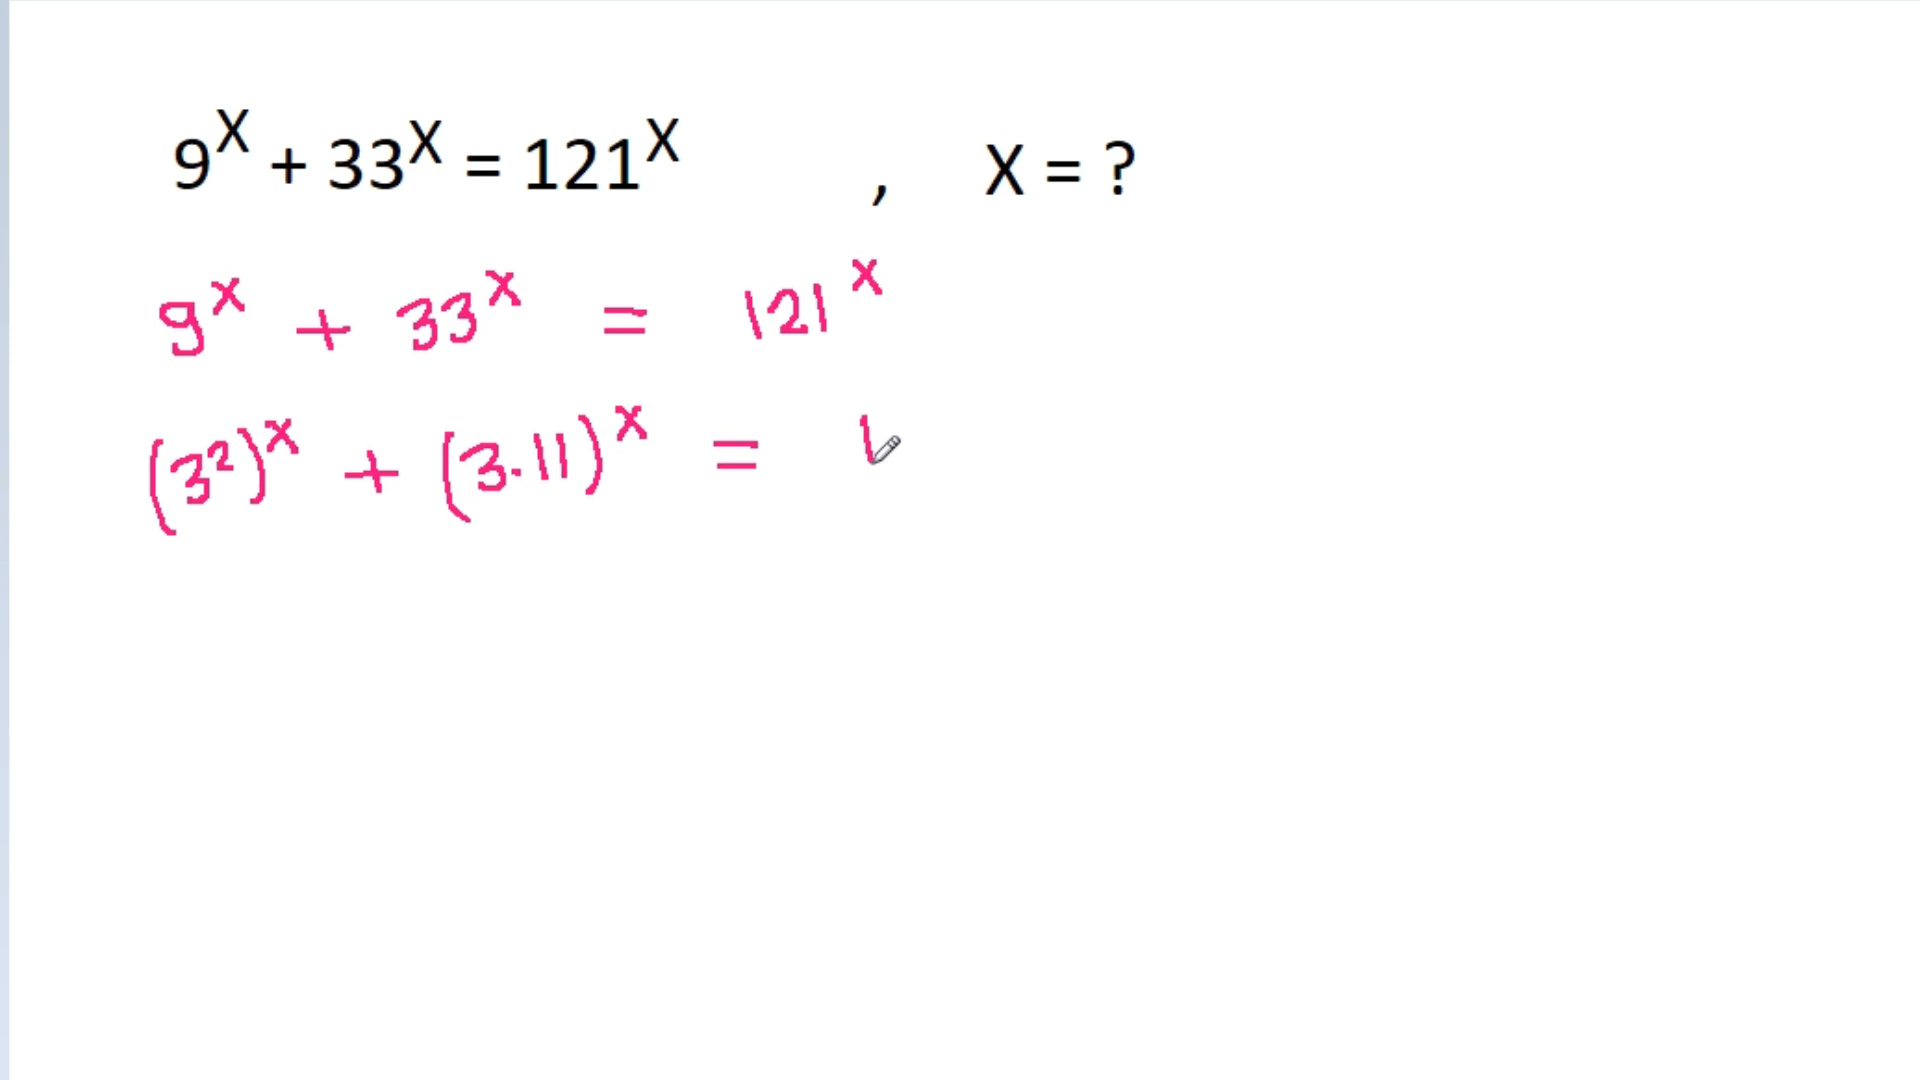 9^X + 33^X = 121^X , X = ?
9^x + 33^x = 121^x
(3^2)^x + (3.11)^x =